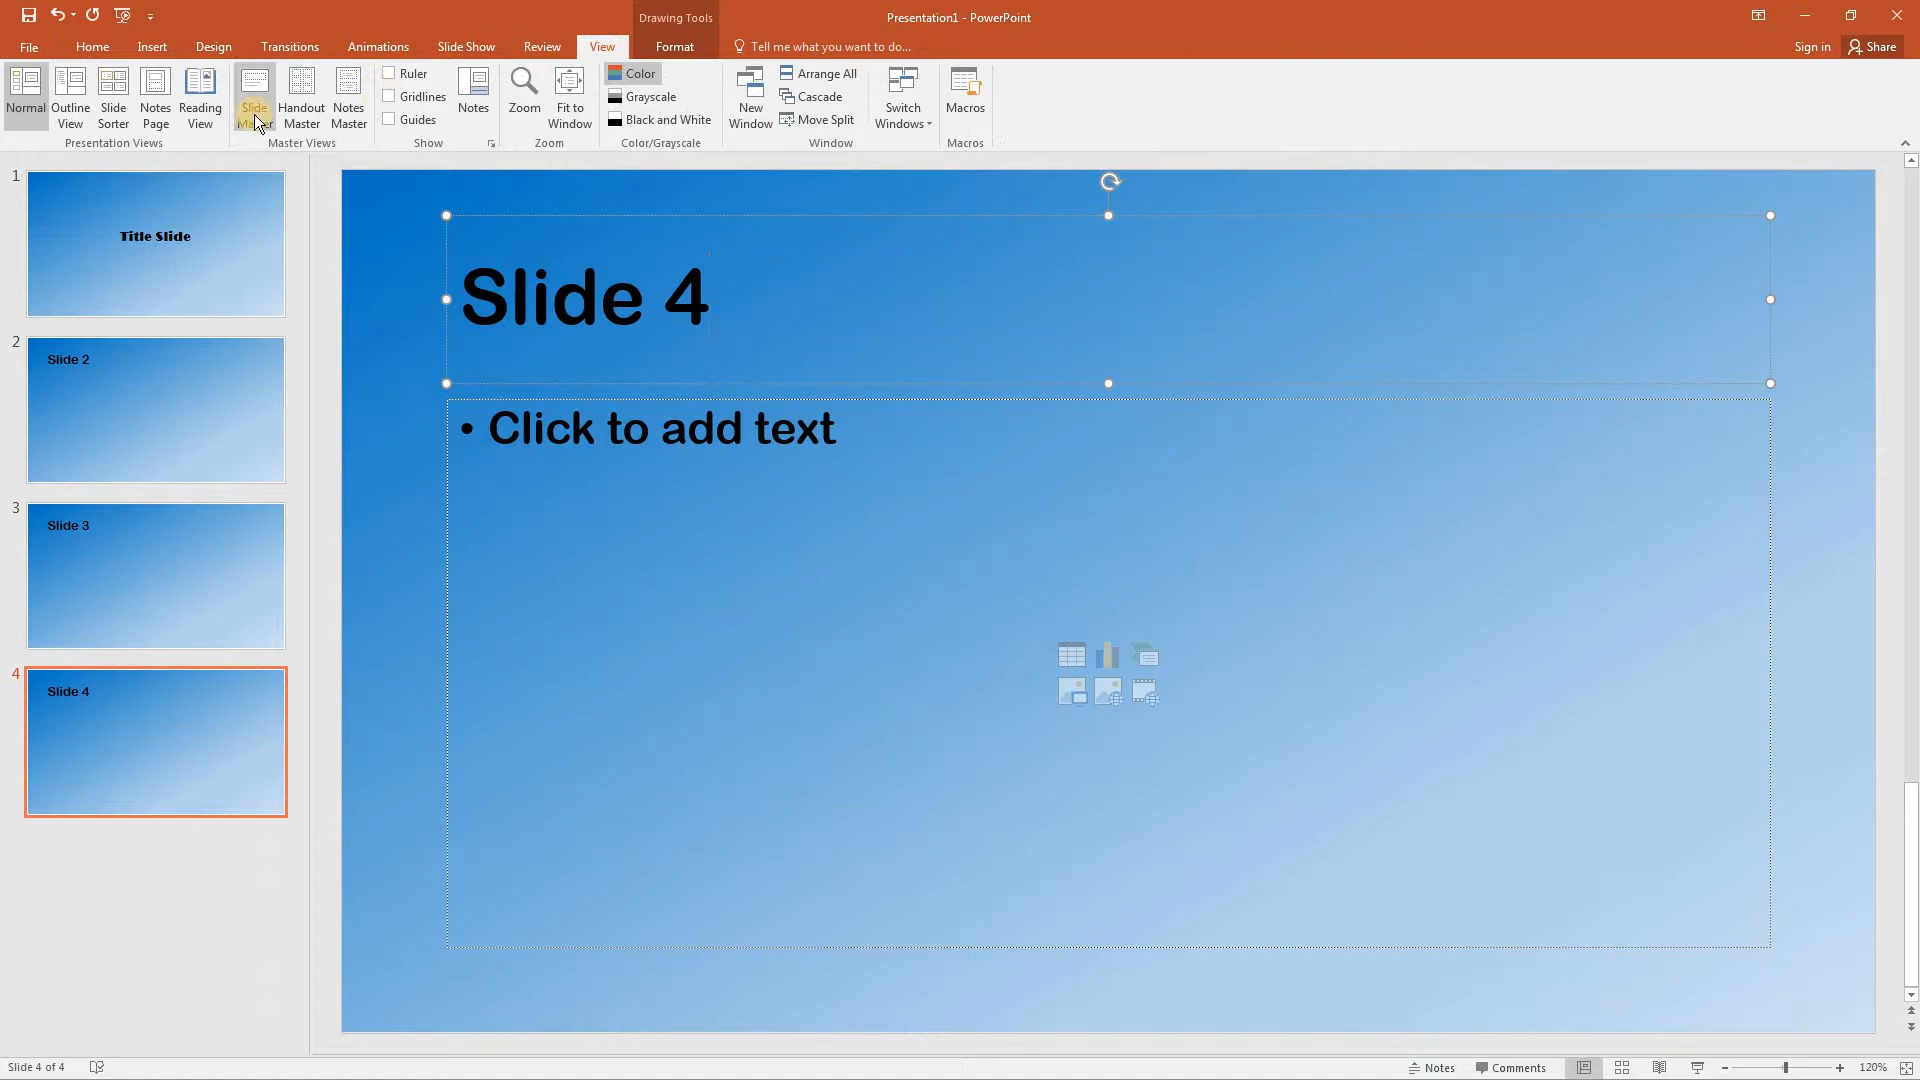 Drawing Tools
Presentation1 - PowerPoint
File Home Insert Design Transitions Animations Slide Show Review View Format Tell me what you want to do... Sign in Share
Normal
Outline View
Slide Sorter
Notes Page
Reading View
Presentation Views
Slide Master
Handout Master
Notes Master
Master Views
Ruler
Gridlines
Guides
Show
Notes
Zoom
Fit to Window
Zoom
Color
Grayscale
Black and White
Color/Grayscale
New Window
Arrange All
Cascade
Move Split
Switch Windows
Window
Macros
Macros
1
Title Slide
2
Slide 2
3
Slide 3
4
Slide 4
Slide 4
• Click to add text
Slide 4 of 4
Notes Comments 120%